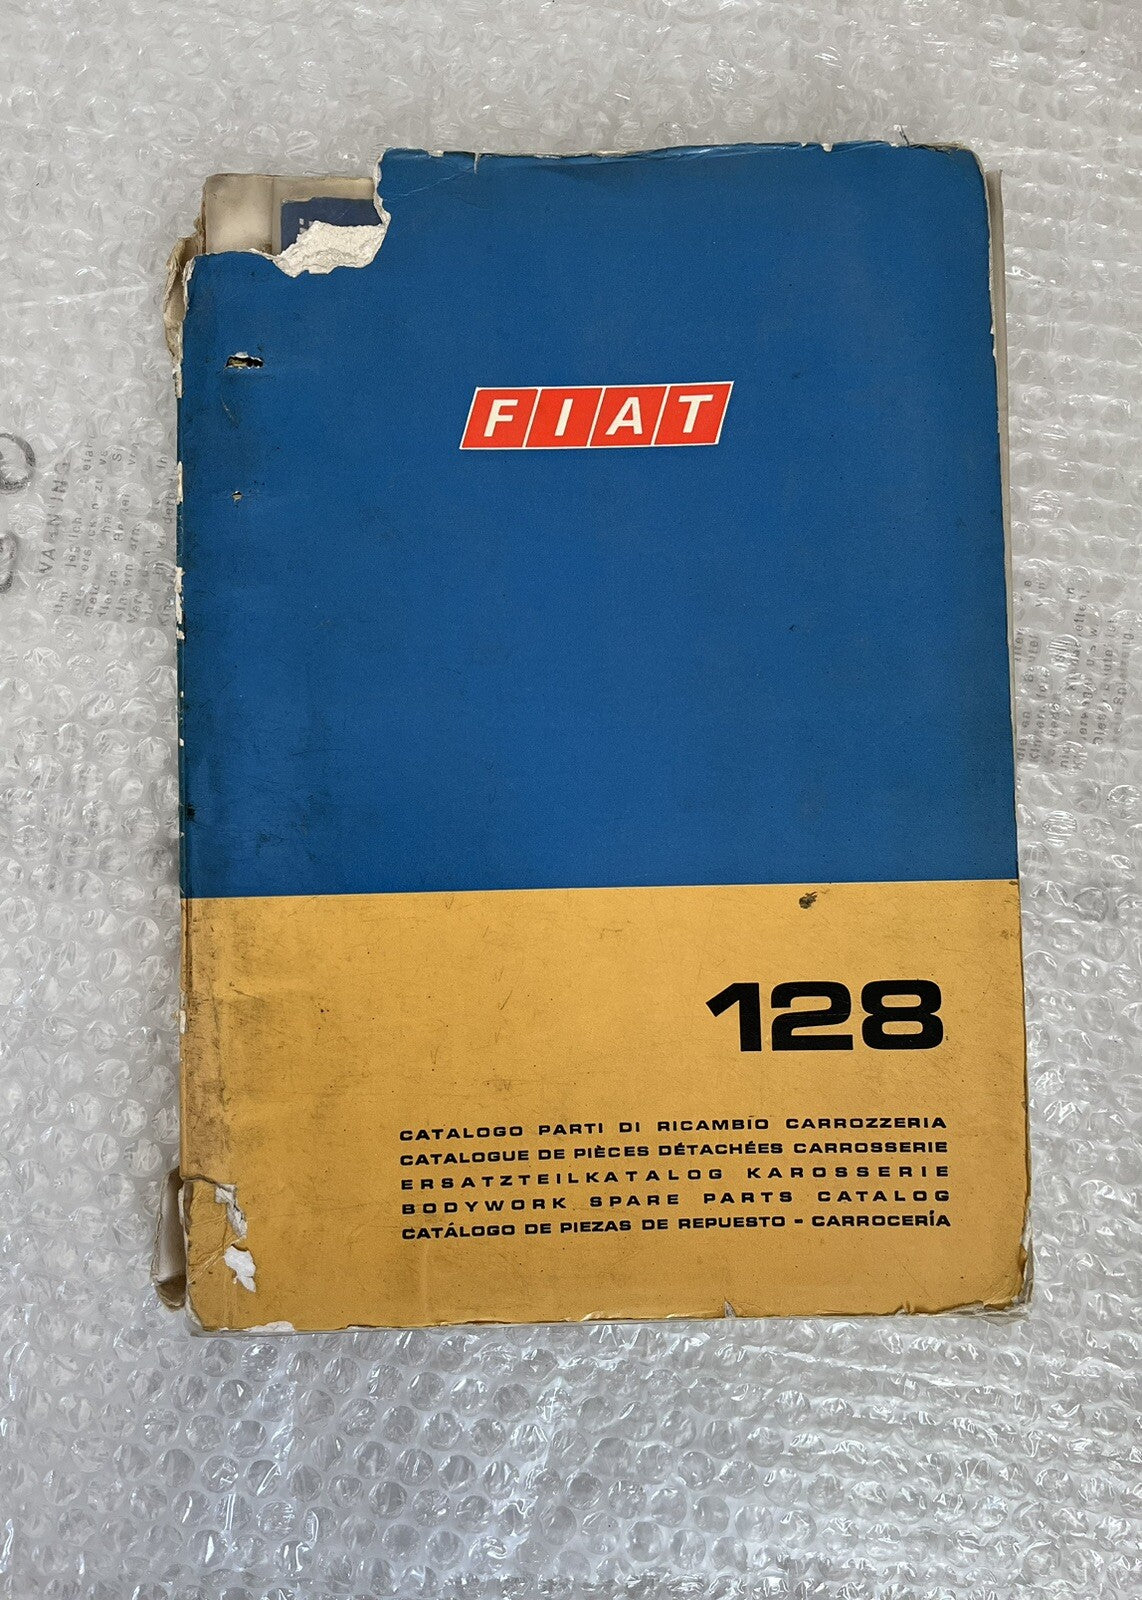 FIAT
128
CATALOGO PARTI DI RICAMBIO CARROZZERIA
CATALOGUE DE PIÈCES DÉTACHÉES CARROSSERIE
ERSATZTEILKATALOG KAROSSERIE
BODYWORK SPARE PARTS CATALOG
CATÁLOGO DE PIEZAS DE REPUESTO - CARROCERÍA